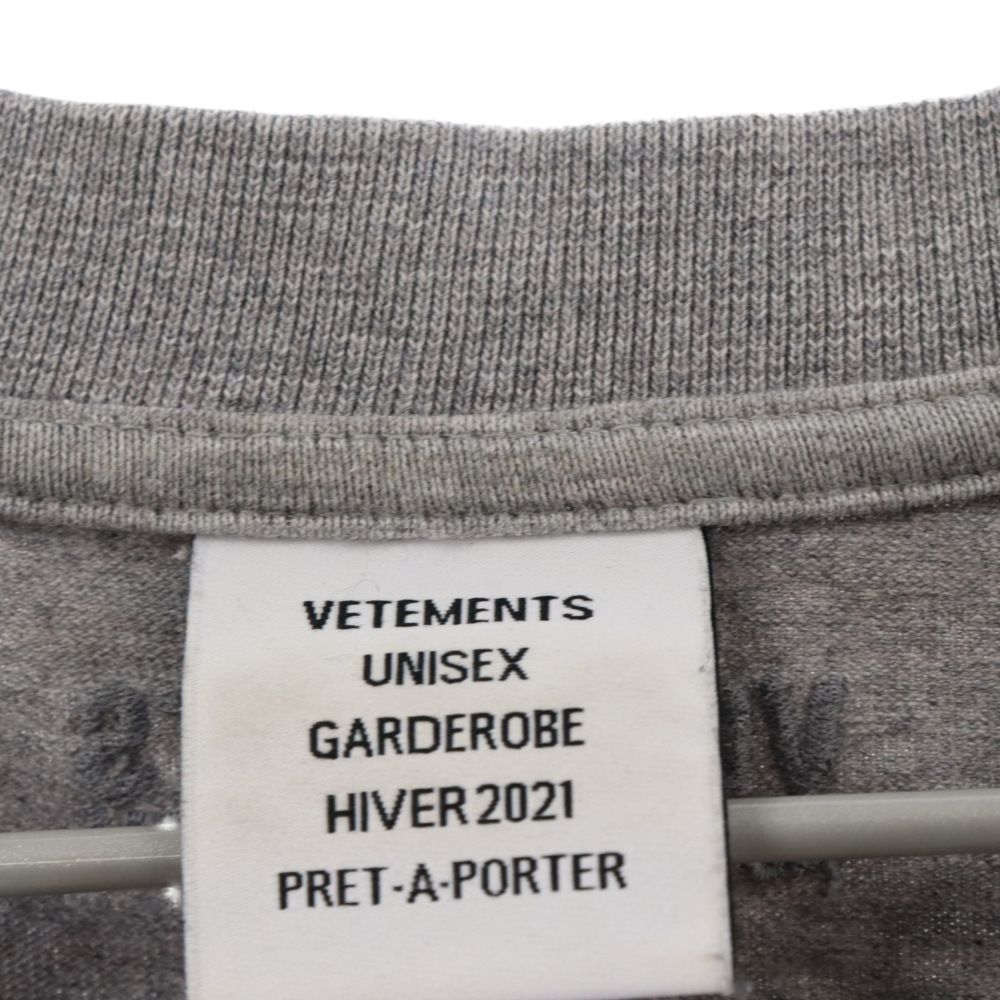 VETEMENTS
UNISEX
GARDEROBE
HIVER 2021
PRET-A-PORTER